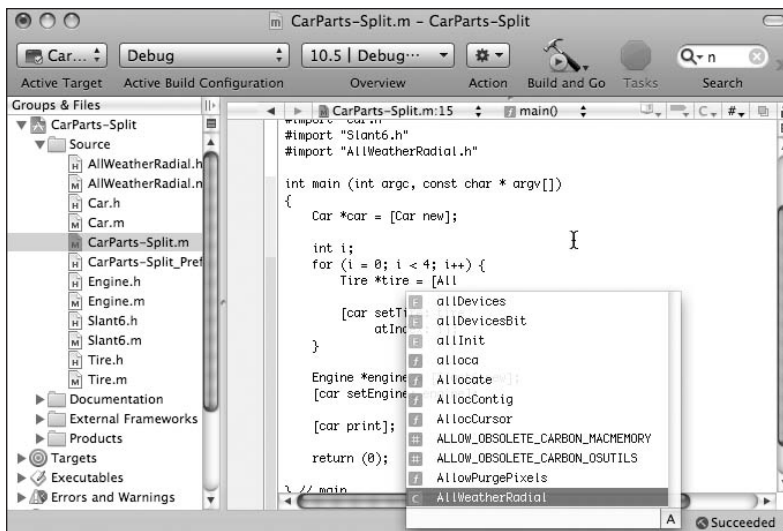 CarParts-Split.m – CarParts-Split
Car... Debug 10.5 | Debug··· n
Active Target Active Build Configuration Overview Action Build and Go Tasks Search
Groups & Files
CarParts-Split
Source
AllWeatherRadial.h
AllWeatherRadial.m
Car.h
Car.m
CarParts-Split.m
CarParts-Split_Pref
Engine.h
Engine.m
Slant6.h
Slant6.m
Tire.h
Tire.m
Documentation
External Frameworks
Products
Targets
Executables
Errors and Warnings
CarParts-Split.m:15 main() C #
#import "Car.h"
#import "Slant6.h"
#import "AllWeatherRadial.h"
int main (int argc, const char * argv[])
{
Car *car = [Car new];
int i;
for (i = 0; i < 4; i++) {
Tire *tire = [All
[car setTire
atIn
}
Engine *engine
[car setEngine
[car print];
return (0);
} // main
E allDevices
E allDevicesBit
E allInit
f alloca
f Allocate
f AllocContig
f AllocCursor
# ALLOW_OBSOLETE_CARBON_MACMEMORY
# ALLOW_OBSOLETE_CARBON_OSUTILS
f AllowPurgePixels
C AllWeatherRadial
A
Succeeded